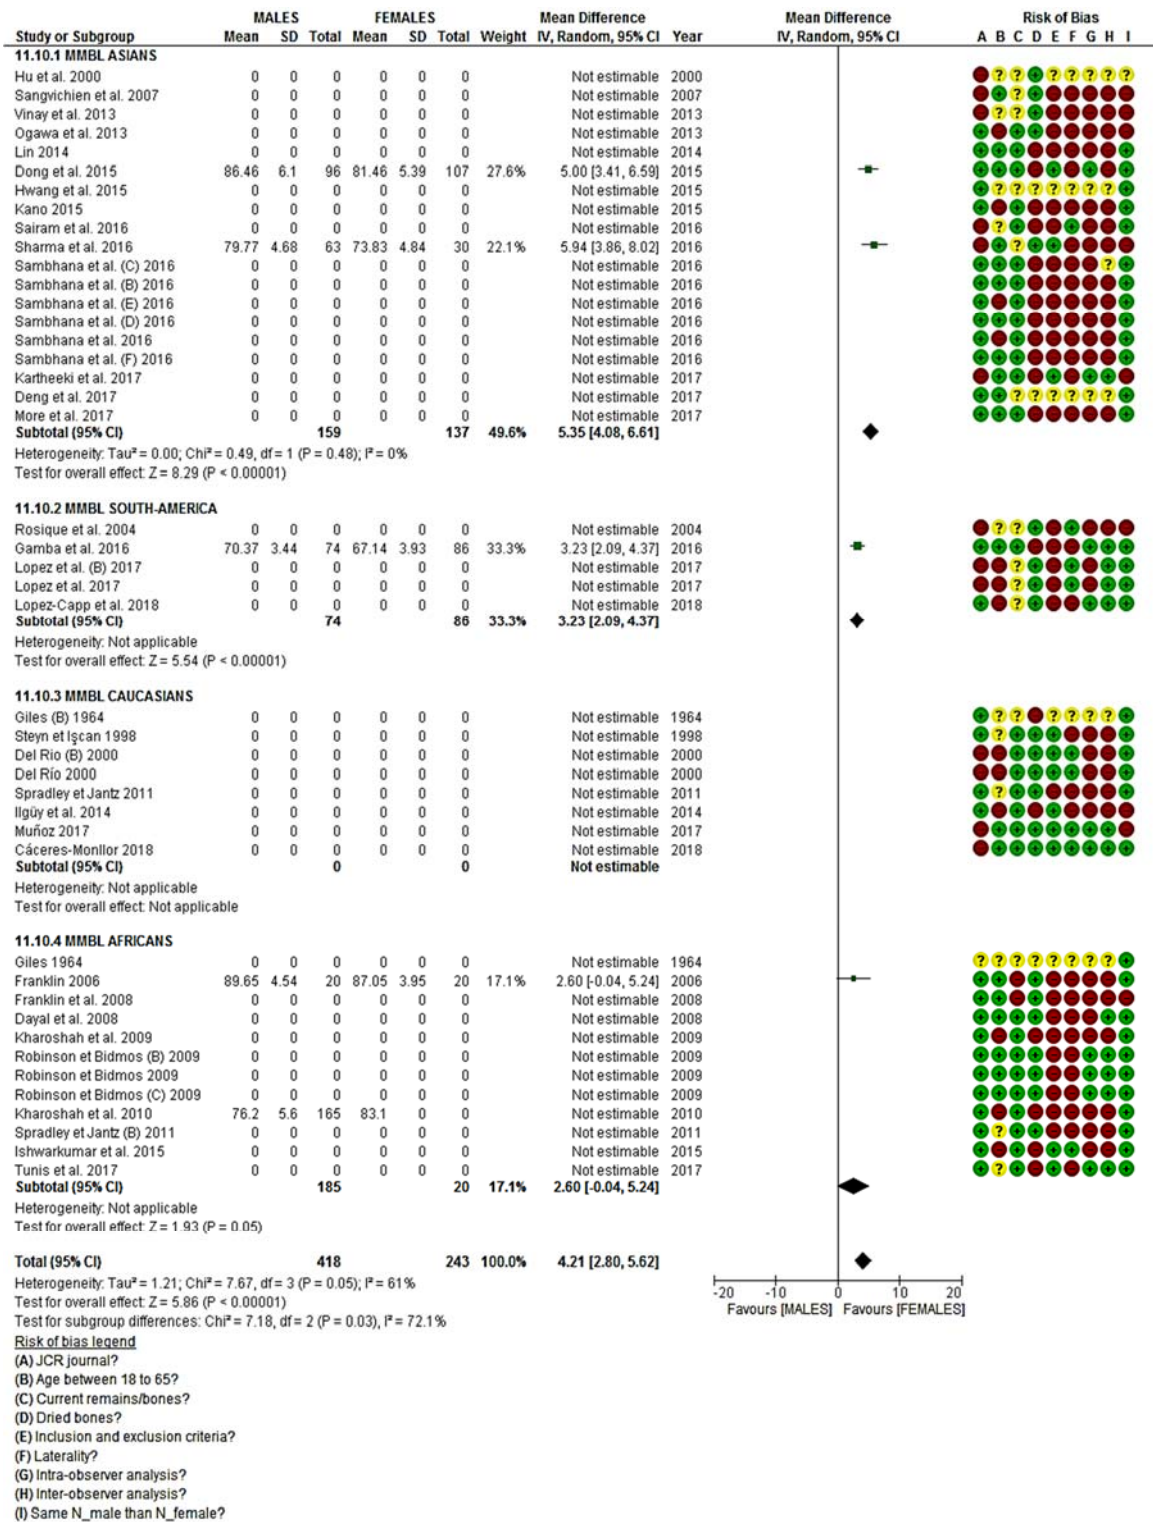 MALES FEMALES Mean Difference Mean Difference Risk of Bias
Study or Subgroup Mean SD Total Mean SD Total Weight IV, Random, 95% CI Year IV, Random, 95% CI A B C D E F G H I
11.10.1 MMBL ASIANS
Hu et al. 2000 0 0 0 0 0 0 Not estimable 2000 - ? ? + ? ? ? ? ?
Sangvichien et al. 2007 0 0 0 0 0 0 Not estimable 2007 - + ? + - - - - -
Vinay et al. 2013 0 0 0 0 0 0 Not estimable 2013 - ? ? + - - - - -
Ogawa et al. 2013 0 0 0 0 0 0 Not estimable 2013 + - + - - - - - +
Lin 2014 0 0 0 0 0 0 Not estimable 2014 + + + - - - - - +
Dong et al. 2015 86.46 6.1 96 81.46 5.39 107 27.6% 5.00 [3.41, 6.59] 2015 + + + - + - + - +
Hwang et al. 2015 0 0 0 0 0 0 Not estimable 2015 + ? ? ? ? ? ? ? +
Kano 2015 0 0 0 0 0 0 Not estimable 2015 + - + - - - - - +
Sairam et al. 2016 0 0 0 0 0 0 Not estimable 2016 - ? + - - + - - +
Sharma et al. 2016 79.77 4.68 63 73.83 4.84 30 22.1% 5.94 [3.86, 8.02] 2016 - + ? + + - - - -
Sambhana et al. (C) 2016 0 0 0 0 0 0 Not estimable 2016 + + + - - - - ? +
Sambhana et al. (B) 2016 0 0 0 0 0 0 Not estimable 2016 + + + - - - - - +
Sambhana et al. (E) 2016 0 0 0 0 0 0 Not estimable 2016 + - + - - - - - +
Sambhana et al. (D) 2016 0 0 0 0 0 0 Not estimable 2016 + + + - - - - - +
Sambhana et al. 2016 0 0 0 0 0 0 Not estimable 2016 + - + - - - - - +
Sambhana et al. (F) 2016 0 0 0 0 0 0 Not estimable 2016 + + + - - - - - +
Kartheeki et al. 2017 0 0 0 0 0 0 Not estimable 2017 - + + - + - + + -
Deng et al. 2017 0 0 0 0 0 0 Not estimable 2017 + + ? ? ? ? ? ? +
More et al. 2017 0 0 0 0 0 0 Not estimable 2017 + + + - - - - - +
Subtotal (95% CI) 159 137 49.6% 5.35 [4.08, 6.61]
Heterogeneity: Tau² = 0.00; Chi² = 0.49, df = 1 (P = 0.48); I² = 0%
Test for overall effect: Z = 8.29 (P < 0.00001)
11.10.2 MMBL SOUTH-AMERICA
Rosique et al. 2004 0 0 0 0 0 0 Not estimable 2004 - ? ? + - + - - -
Gamba et al. 2016 70.37 3.44 74 67.14 3.93 86 33.3% 3.23 [2.09, 4.37] 2016 + + + - - - + + +
Lopez et al. (B) 2017 0 0 0 0 0 0 Not estimable 2017 - - ? + - + - + +
Lopez et al. 2017 0 0 0 0 0 0 Not estimable 2017 - - ? + - + - + +
Lopez-Capp et al. 2018 0 0 0 0 0 0 Not estimable 2018 + - ? + - - + + +
Subtotal (95% CI) 74 86 33.3% 3.23 [2.09, 4.37]
Heterogeneity: Not applicable
Test for overall effect: Z = 5.54 (P < 0.00001)
11.10.3 MMBL CAUCASIANS
Giles (B) 1964 0 0 0 0 0 0 Not estimable 1964 + ? ? - ? ? ? ? +
Steyn et Işcan 1998 0 0 0 0 0 0 Not estimable 1998 + ? + + + - - - +
Del Rio (B) 2000 0 0 0 0 0 0 Not estimable 2000 - - + + + + - - +
Del Río 2000 0 0 0 0 0 0 Not estimable 2000 - - + + + + - - +
Spradley et Jantz 2011 0 0 0 0 0 0 Not estimable 2011 + ? + + - - - - +
Ilgüy et al. 2014 0 0 0 0 0 0 Not estimable 2014 + - + - + - - - -
Muñoz 2017 0 0 0 0 0 0 Not estimable 2017 - + + + + + + + -
Cáceres-Monllor 2018 0 0 0 0 0 0 Not estimable 2018 - + + + + + + + +
Subtotal (95% CI) 0 0 Not estimable
Heterogeneity: Not applicable
Test for overall effect: Not applicable
11.10.4 MMBL AFRICANS
Giles 1964 0 0 0 0 0 0 Not estimable 1964 ? ? ? ? ? ? ? ? +
Franklin 2006 89.65 4.54 20 87.05 3.95 20 17.1% 2.60 [-0.04, 5.24] 2006 + + - + - - - - +
Franklin et al. 2008 0 0 0 0 0 0 Not estimable 2008 + + - + - - - - -
Dayal et al. 2008 0 0 0 0 0 0 Not estimable 2008 + + + + - - - + +
Kharoshah et al. 2009 0 0 0 0 0 0 Not estimable 2009 + - + - - - - - +
Robinson et Bidmos (B) 2009 0 0 0 0 0 0 Not estimable 2009 + + + + - - + + +
Robinson et Bidmos 2009 0 0 0 0 0 0 Not estimable 2009 + + + + - - + + +
Robinson et Bidmos (C) 2009 0 0 0 0 0 0 Not estimable 2009 + + + + - - + + +
Kharoshah et al. 2010 76.2 5.6 165 83.1 0 0 Not estimable 2010 + - + - - - - - +
Spradley et Jantz (B) 2011 0 0 0 0 0 0 Not estimable 2011 + ? + + - - - - +
Ishwarkumar et al. 2015 0 0 0 0 0 0 Not estimable 2015 + - + - + + - - +
Tunis et al. 2017 0 0 0 0 0 0 Not estimable 2017 + ? + - + - + + +
Subtotal (95% CI) 185 20 17.1% 2.60 [-0.04, 5.24]
Heterogeneity: Not applicable
Test for overall effect: Z = 1.93 (P = 0.05)
Total (95% CI) 418 243 100.0% 4.21 [2.80, 5.62]
Heterogeneity: Tau² = 1.21; Chi² = 7.67, df = 3 (P = 0.05); I² = 61%
Test for overall effect: Z = 5.86 (P < 0.00001)
Test for subgroup differences: Chi² = 7.18, df = 2 (P = 0.03), I² = 72.1%
-20 -10 0 10 20
Favours [MALES] Favours [FEMALES]
Risk of bias legend
(A) JCR journal?
(B) Age between 18 to 65?
(C) Current remains/bones?
(D) Dried bones?
(E) Inclusion and exclusion criteria?
(F) Laterality?
(G) Intra-observer analysis?
(H) Inter-observer analysis?
(I) Same N_male than N_female?